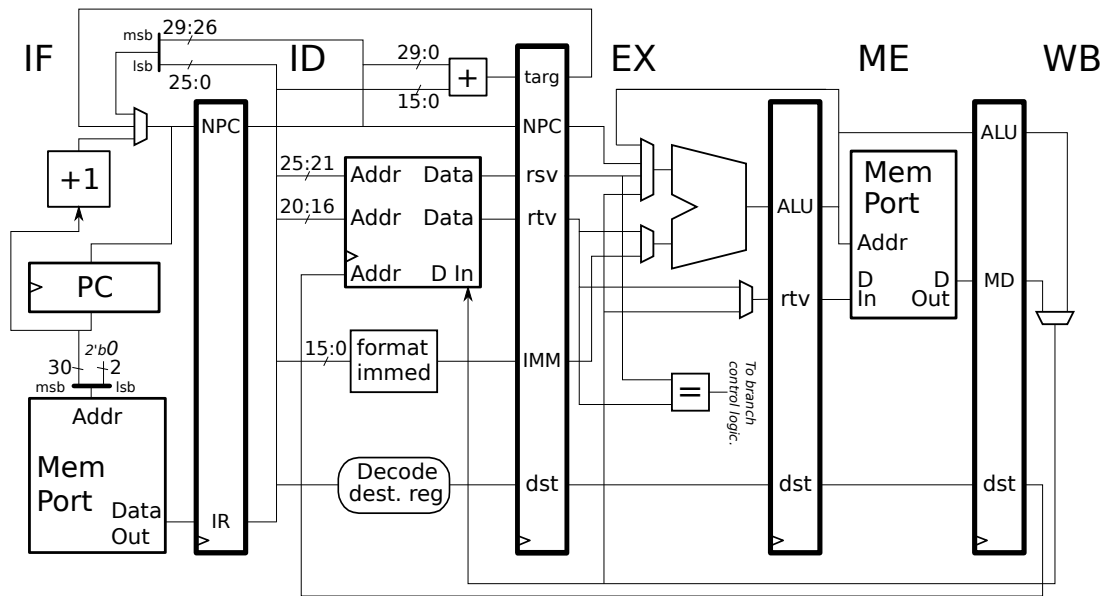 IF
ID
EX
ME
WB
msb
29:26
lsb
25:0
29:0
15:0
+
targ
NPC
NPC
ALU
+1
25:21
Addr
Data
rsv
20:16
Addr
Data
rtv
Addr
D In
ALU
Mem
Port
Addr
D
In
D
Out
MD
rtv
PC
2'b0
30
2
msb
lsb
15:0
format
immed
IMM
=
To branch
control logic.
Addr
Mem
Port
Data
Out
IR
Decode
dest. reg
dst
dst
dst